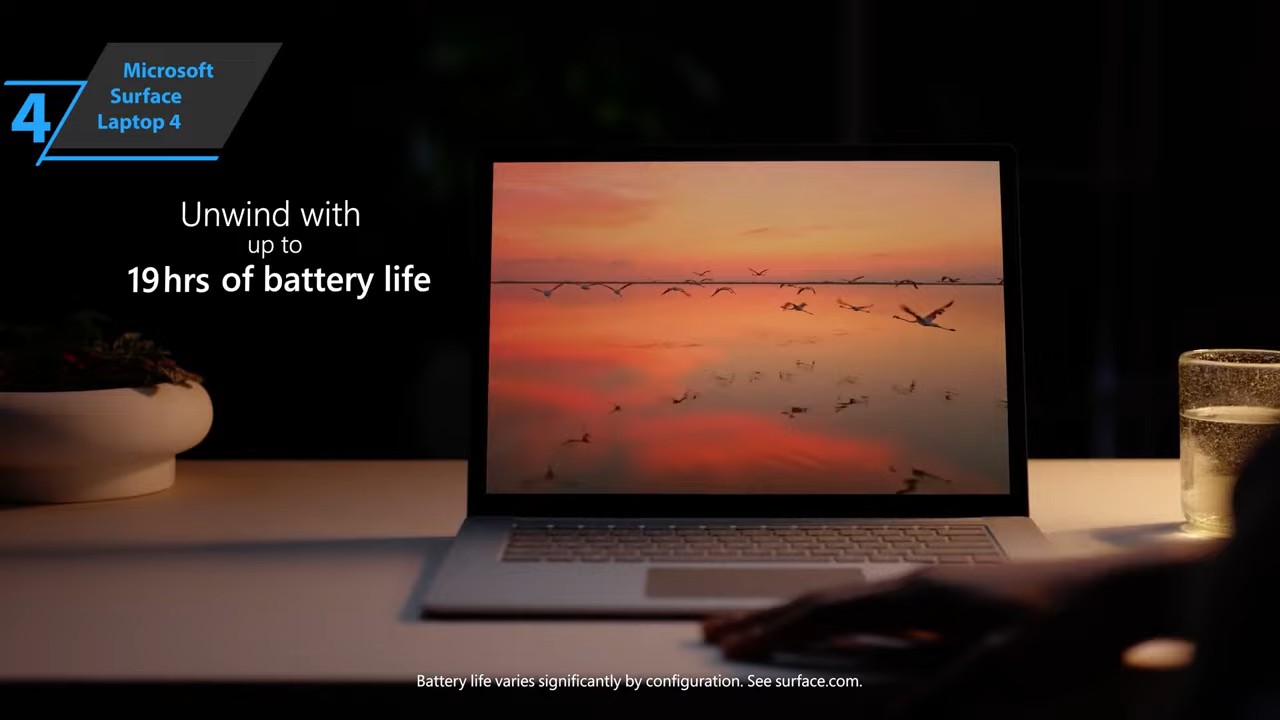 4
Microsoft
Surface
Laptop 4
Unwind with
up to
19hrs of battery life
Battery life varies significantly by configuration. See surface.com.